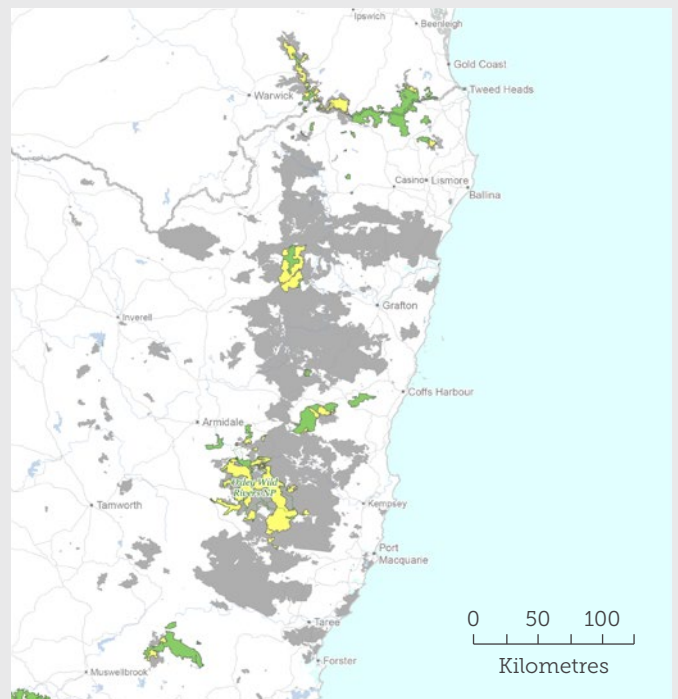 Ipswich
Beenleigh
Gold Coast
Warwick
Tweed Heads
Casino
Lismore
Ballina
Inverell
Grafton
Coffs Harbour
Armidale
Oxley Wild
Rivers NP
Kempsey
Tamworth
Port
Macquarie
Taree
Forster
Muswellbrook
0 50 100
Kilometres